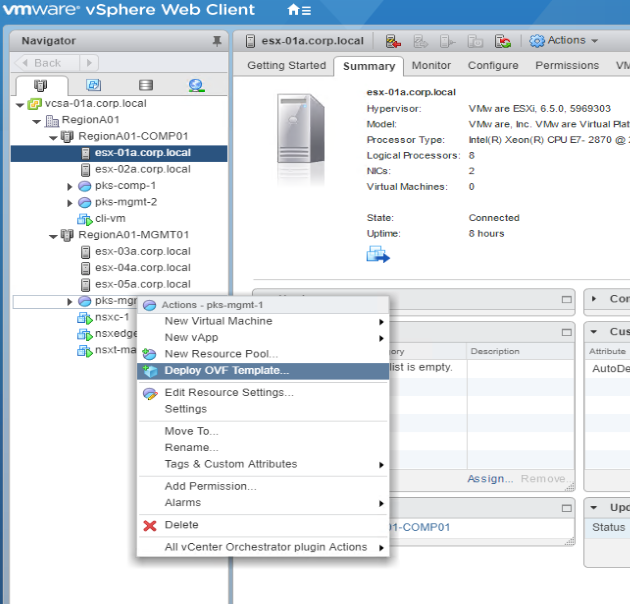 vmware® vSphere Web Client
Navigator
Back
vcsa-01a.corp.local
RegionA01
RegionA01-COMP01
esx-01a.corp.local
esx-02a.corp.local
pks-comp-1
pks-mgmt-2
cli-vm
RegionA01-MGMT01
esx-03a.corp.local
esx-04a.corp.local
esx-05a.corp.local
pks-mgm
nsxc-1
nsxedge
nsxt-ma
Actions - pks-mgmt-1
New Virtual Machine
New vApp
New Resource Pool...
Deploy OVF Template...
Edit Resource Settings...
Settings
Move To...
Rename...
Tags & Custom Attributes
Add Permission...
Alarms
Delete
All vCenter Orchestrator plugin Actions
esx-01a.corp.local Actions
Getting Started Summary Monitor Configure Permissions VM
esx-01a.corp.local
Hypervisor: VMware ESXi, 6.5.0, 5969303
Model: VMware, Inc. VMware Virtual Plat
Processor Type: Intel(R) Xeon(R) CPU E7- 2870 @
Logical Processors: 8
NICs: 2
Virtual Machines: 0
State: Connected
Uptime: 8 hours
Con
Cus
ory Description
list is empty.
Attribute
AutoDe
Assign... Remove...
Upd
01-COMP01
Status